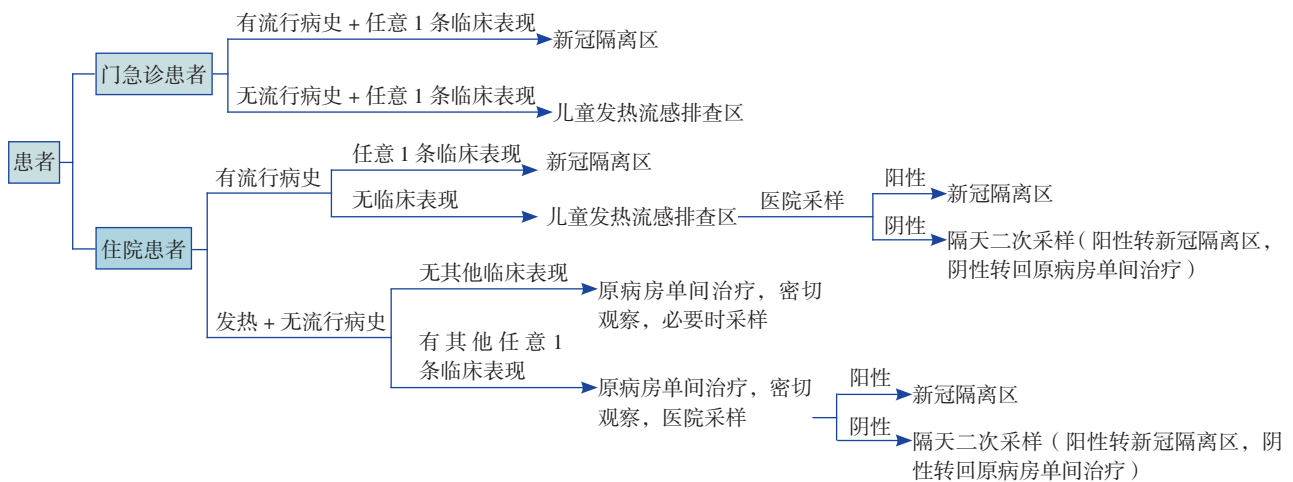 有流行病史 + 任意 1 条临床表现
新冠隔离区
门急诊患者
无流行病史 + 任意 1 条临床表现
儿童发热流感排查区
患者
任意 1 条临床表现
新冠隔离区
有流行病史
无临床表现
儿童发热流感排查区
医院采样
阳性
新冠隔离区
阴性
隔天二次采样（阳性转新冠隔离区，
阴性转回原病房单间治疗）
住院患者
无其他临床表现
原病房单间治疗，密切
观察，必要时采样
发热 + 无流行病史
有其他任意 1
条临床表现
原病房单间治疗，密切
观察，医院采样
阳性
新冠隔离区
阴性
隔天二次采样（阳性转新冠隔离区，阴
性转回原病房单间治疗）